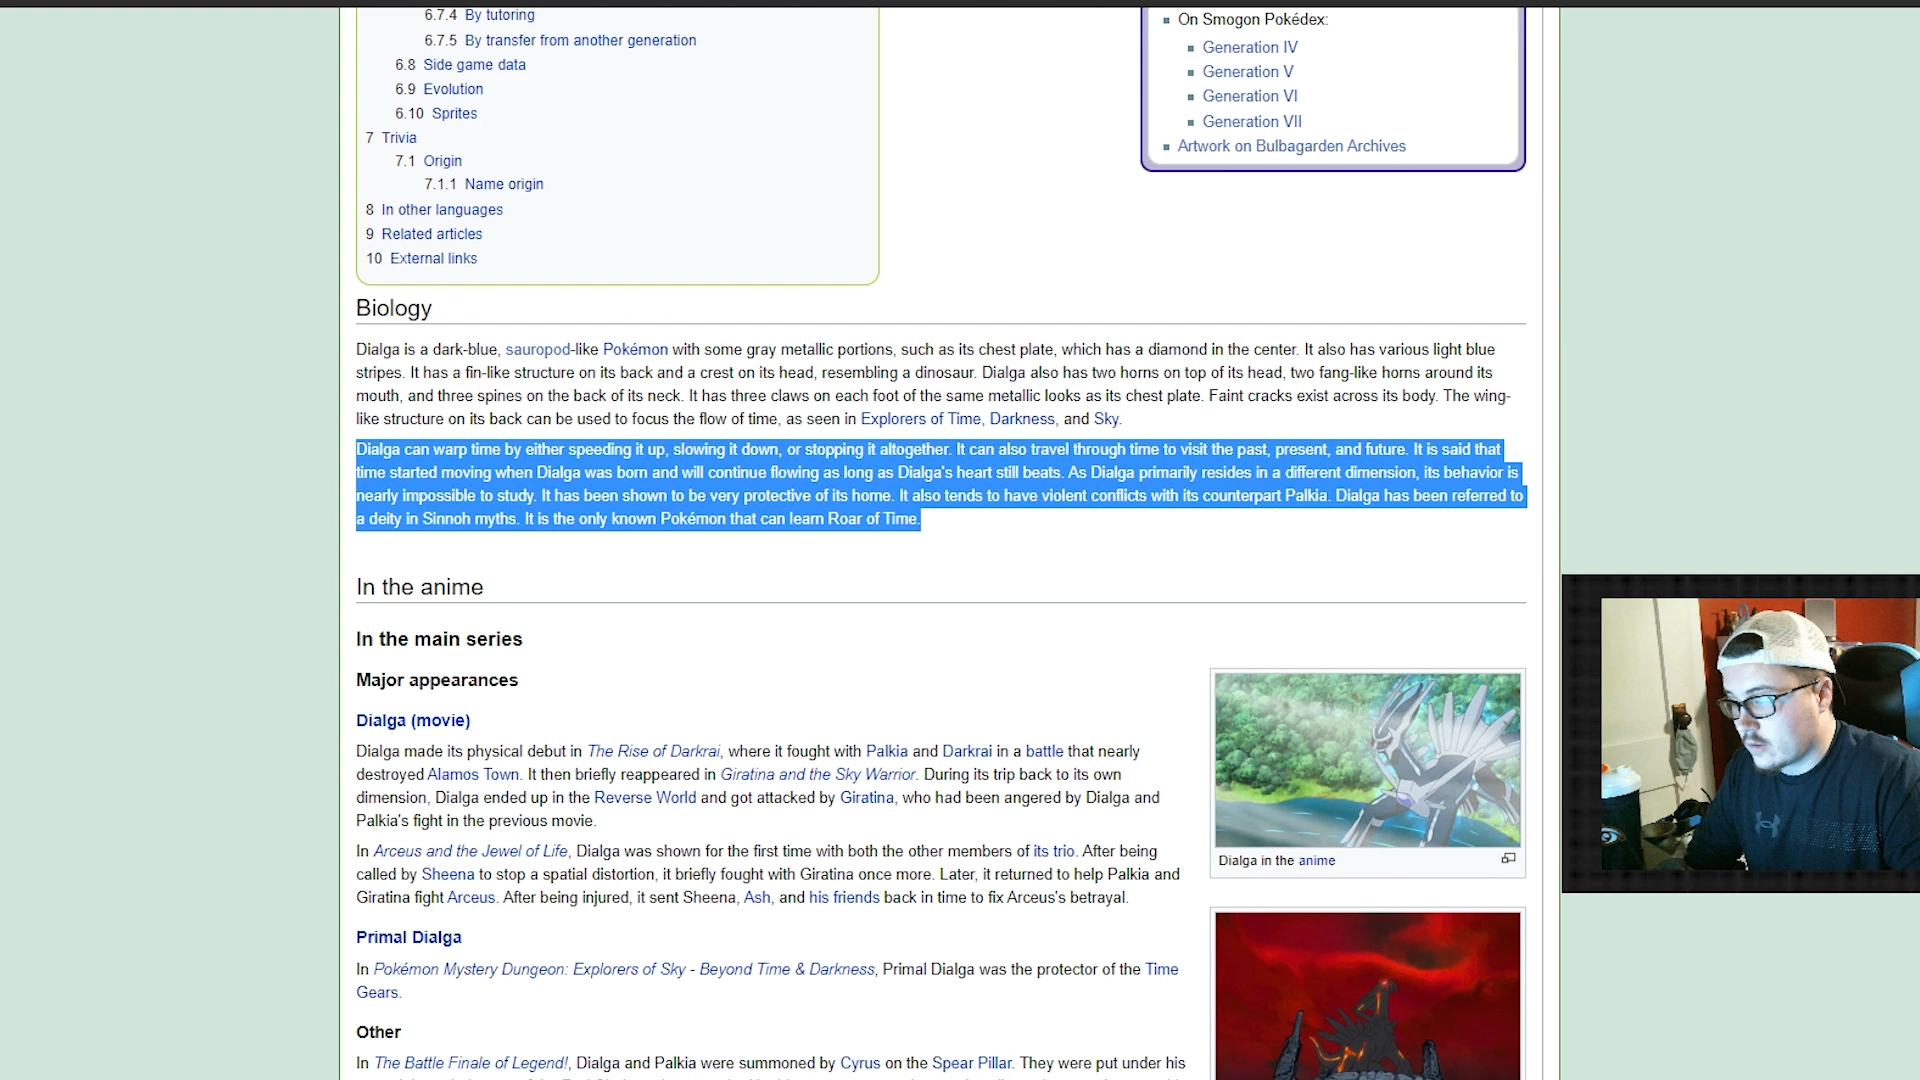 6.7.4 By tutoring
6.7.5 By transfer from another generation
6.8 Side game data
6.9 Evolution
6.10 Sprites
7 Trivia
7.1 Origin
7.1.1 Name origin
8 In other languages
9 Related articles
10 External links
On Smogon Pokédex:
Generation IV
Generation V
Generation VI
Generation VII
Artwork on Bulbagarden Archives
Biology
Dialga is a dark-blue, sauropod-like Pokémon with some gray metallic portions, such as its chest plate, which has a diamond in the center. It also has various light blue
stripes. It has a fin-like structure on its back and a crest on its head, resembling a dinosaur. Dialga also has two horns on top of its head, two fang-like horns around its
mouth, and three spines on the back of its neck. It has three claws on each foot of the same metallic looks as its chest plate. Faint cracks exist across its body. The wing-
like structure on its back can be used to focus the flow of time, as seen in Explorers of Time, Darkness, and Sky.
Dialga can warp time by either speeding it up, slowing it down, or stopping it altogether. It can also travel through time to visit the past, present, and future. It is said that
time started moving when Dialga was born and will continue flowing as long as Dialga's heart still beats. As Dialga primarily resides in a different dimension, its behavior is
nearly impossible to study. It has been shown to be very protective of its home. It also tends to have violent conflicts with its counterpart Palkia. Dialga has been referred to
a deity in Sinnoh myths. It is the only known Pokémon that can learn Roar of Time.
In the anime
In the main series
Major appearances
Dialga (movie)
Dialga made its physical debut in The Rise of Darkrai, where it fought with Palkia and Darkrai in a battle that nearly
destroyed Alamos Town. It then briefly reappeared in Giratina and the Sky Warrior. During its trip back to its own
dimension, Dialga ended up in the Reverse World and got attacked by Giratina, who had been angered by Dialga and
Palkia's fight in the previous movie.
In Arceus and the Jewel of Life, Dialga was shown for the first time with both the other members of its trio. After being
called by Sheena to stop a spatial distortion, it briefly fought with Giratina once more. Later, it returned to help Palkia and
Giratina fight Arceus. After being injured, it sent Sheena, Ash, and his friends back in time to fix Arceus's betrayal.
Dialga in the anime
Primal Dialga
In Pokémon Mystery Dungeon: Explorers of Sky - Beyond Time & Darkness, Primal Dialga was the protector of the Time
Gears.
Other
In The Battle Finale of Legend!, Dialga and Palkia were summoned by Cyrus on the Spear Pillar. They were put under his